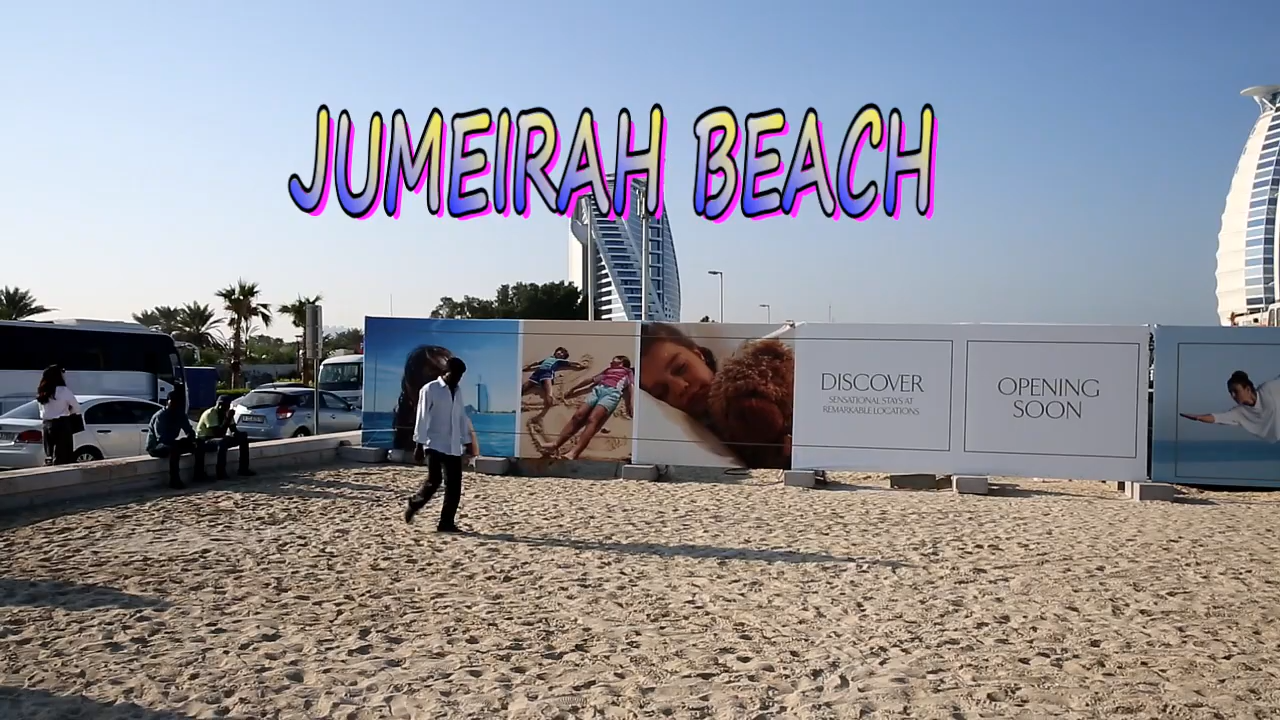 JUMEIRAH BEACH
DISCOVER
SENSATIONAL STAYS AT
REMARKABLE LOCATIONS
OPENING
SOON